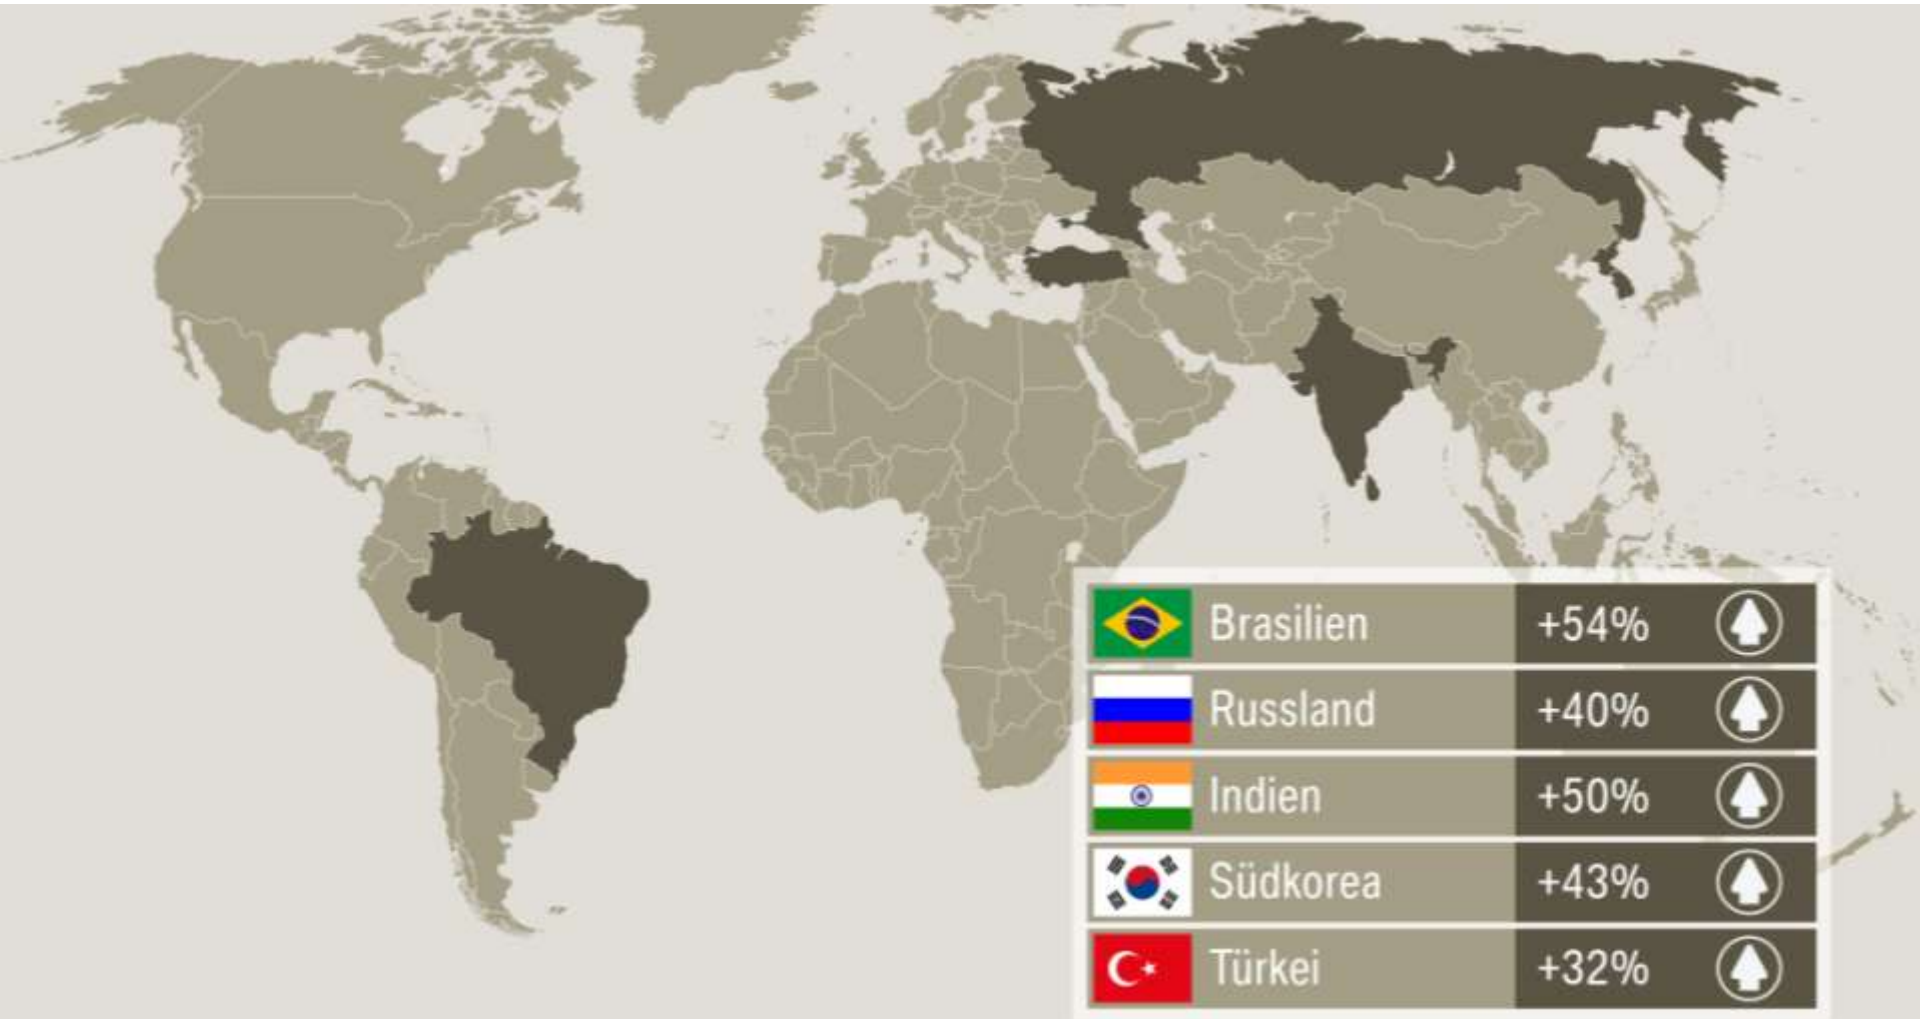 Brasilien +54%
Russland +40%
Indien +50%
Südkorea +43%
Türkei +32%